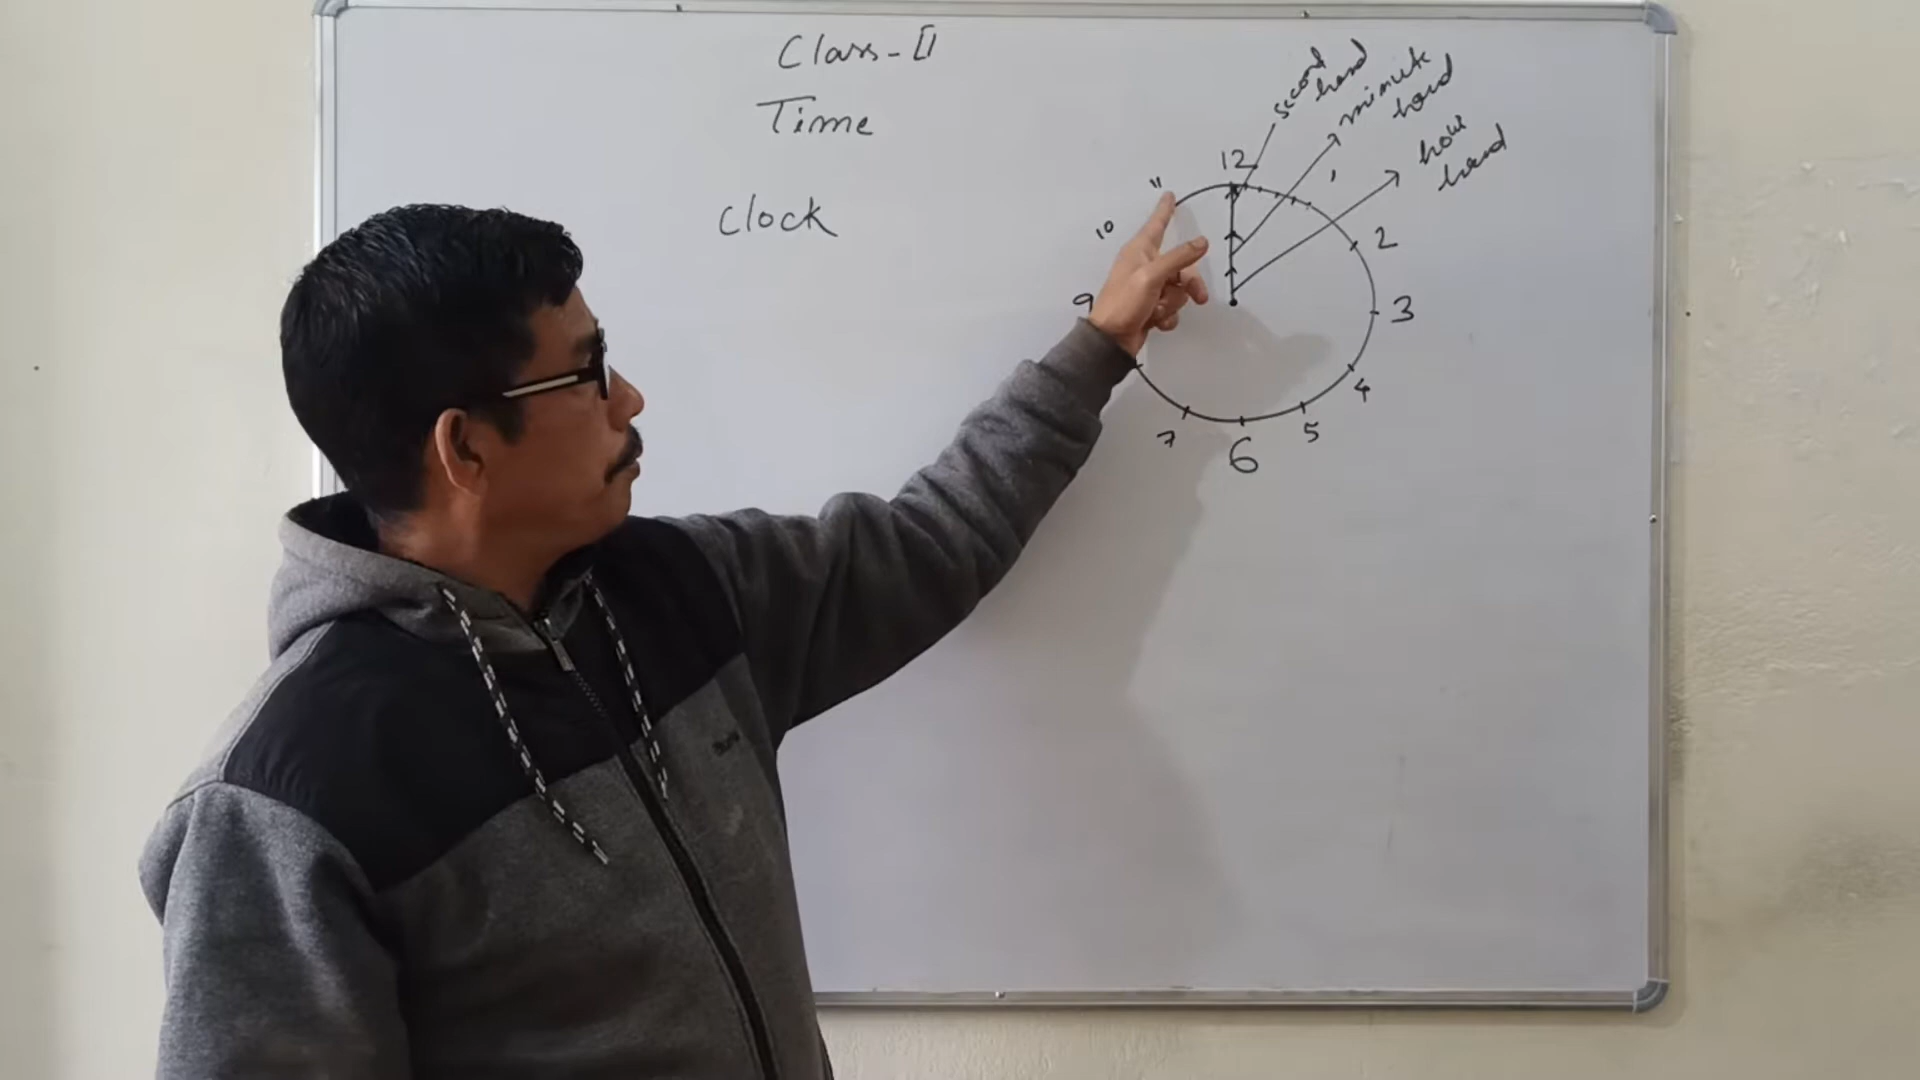 Class-II
Time
Clock
second
hand
minute
hand
hour
hand
12
11
1
10
2
9
3
4
7
5
6